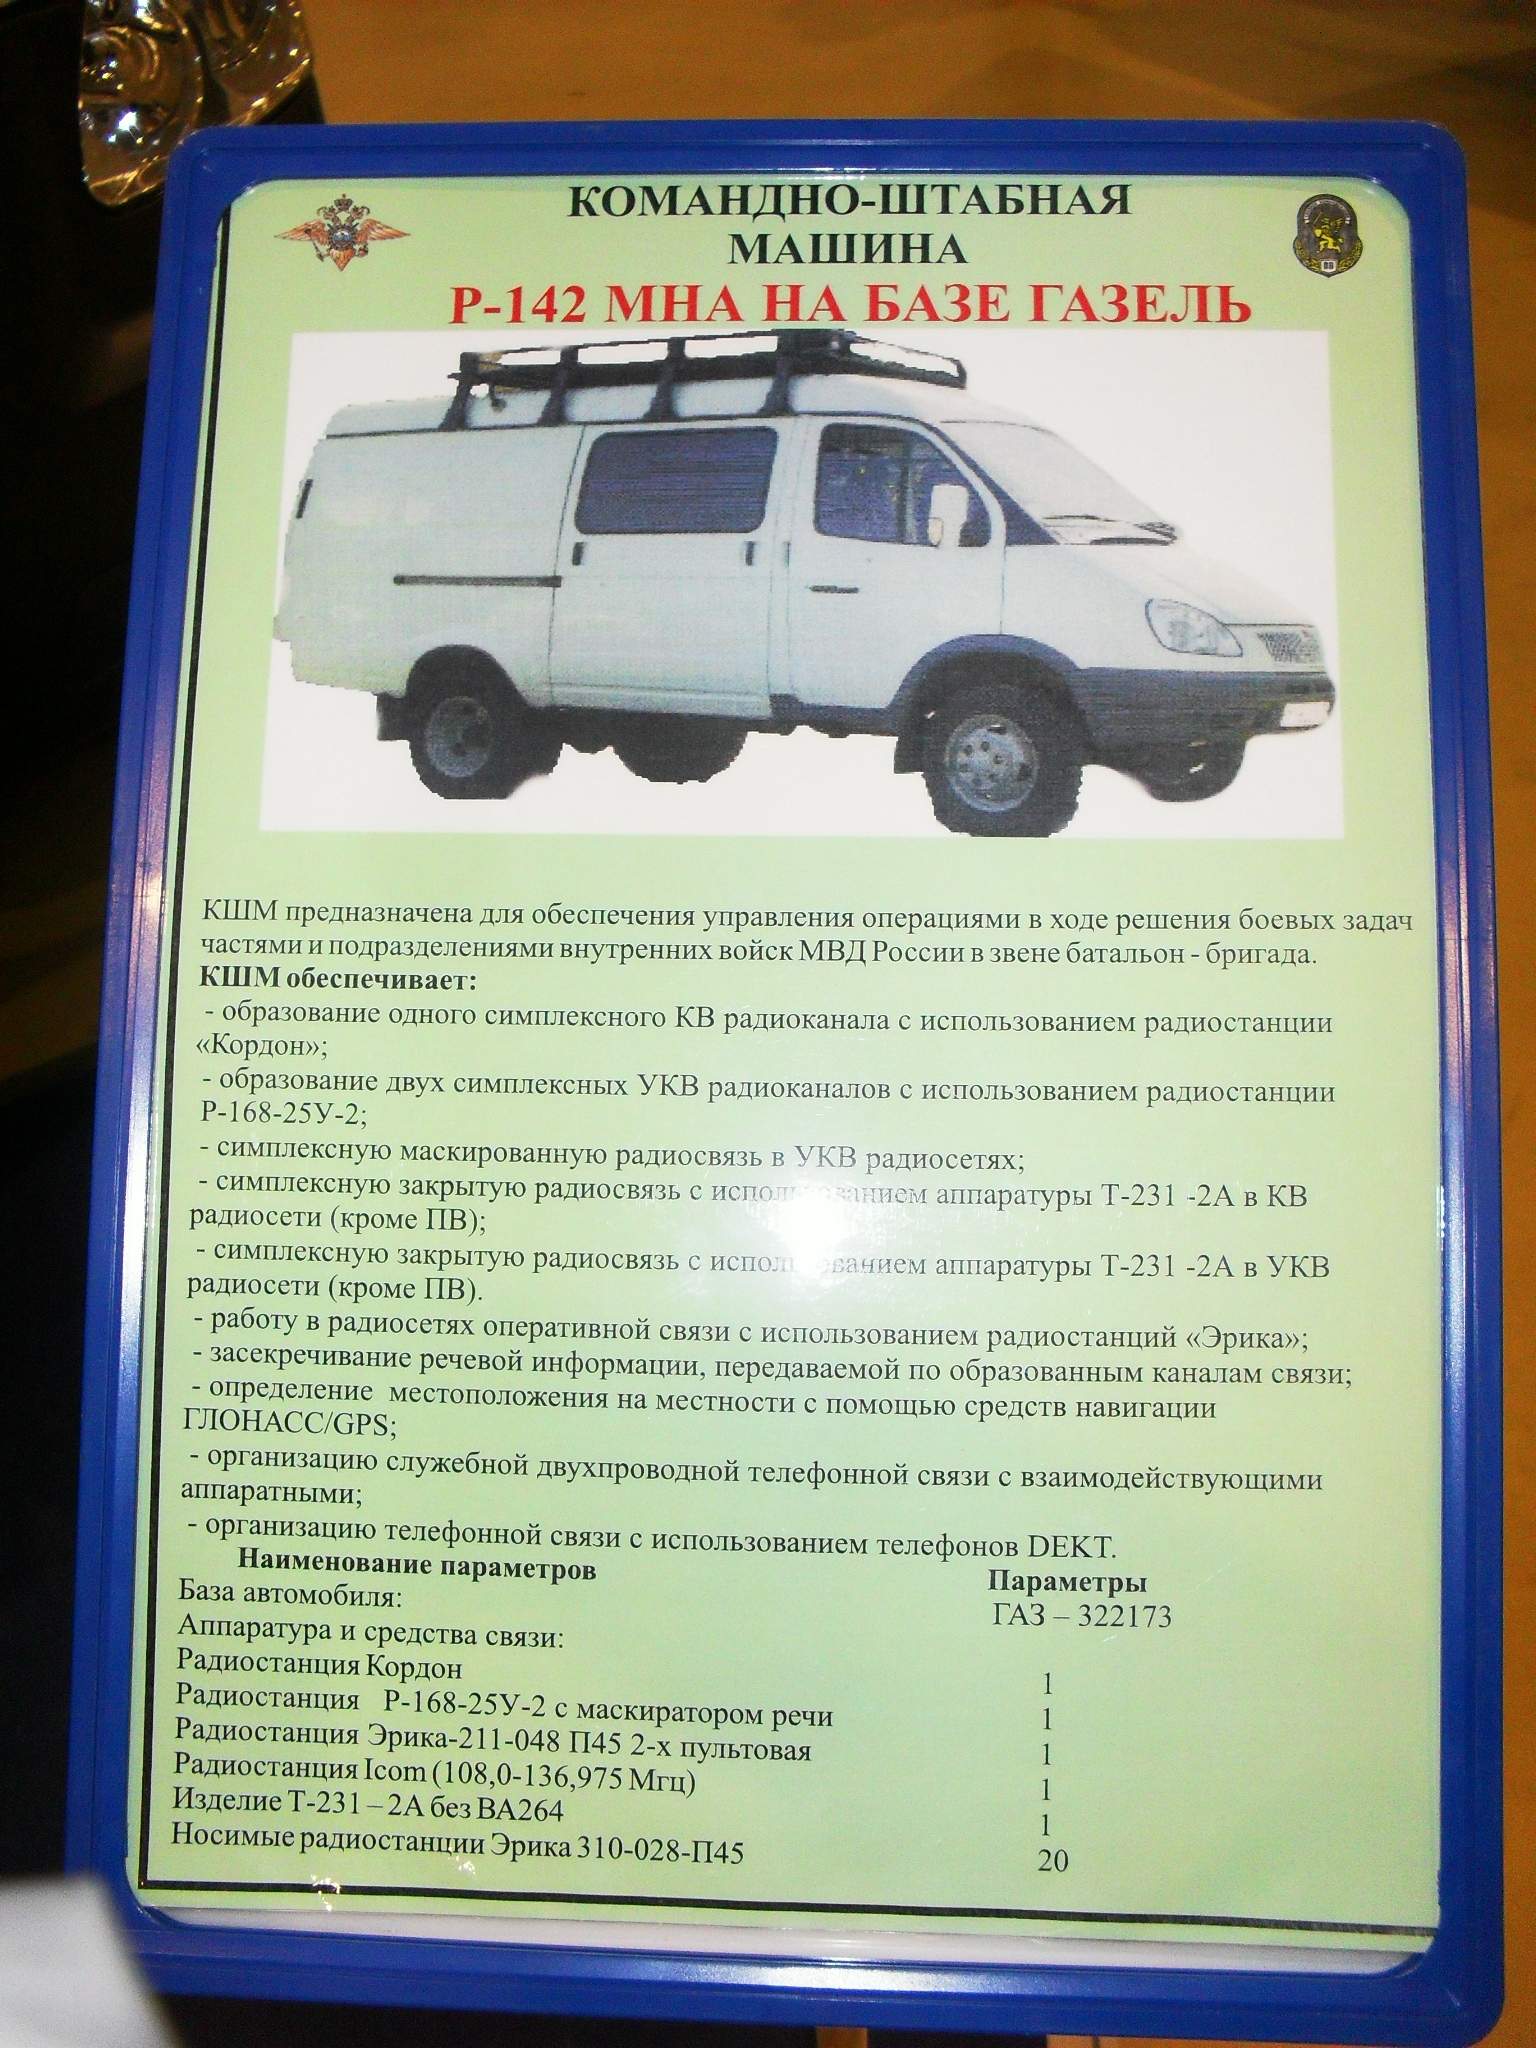 КОМАНДНО-ШТАБНАЯ
МАШИНА
Р-142 МНА НА БАЗЕ ГАЗЕЛЬ
КШМ предназначена для обеспечения управления операциями в ходе решения боевых задач
частями и подразделениями внутренних войск МВД России в звене батальон - бригада.
КШМ обеспечивает:
- образование одного симплексного КВ радиоканала с использованием радиостанции
«Кордон»;
- образование двух симплексных УКВ радиоканалов с использованием радиостанции
Р-168-25У-2;
- симплексную маскированную радиосвязь в УКВ радиосетях;
- симплексную закрытую радиосвязь с использованием аппаратуры Т-231 -2А в КВ
радиосети (кроме ПВ);
- симплексную закрытую радиосвязь с использованием аппаратуры Т-231 -2А в УКВ
радиосети (кроме ПВ).
- работу в радиосетях оперативной связи с использованием радиостанций «Эрика»;
- засекречивание речевой информации, передаваемой по образованным каналам связи;
- определение местоположения на местности с помощью средств навигации
ГЛОНАСС/GPS;
- организацию служебной двухпроводной телефонной связи с взаимодействующими
аппаратными;
- организацию телефонной связи с использованием телефонов DEKT.
Наименование параметров Параметры
База автомобиля: ГАЗ – 322173
Аппаратура и средства связи:
Радиостанция Кордон 1
Радиостанция Р-168-25У-2 с маскиратором речи 1
Радиостанция Эрика-211-048 П45 2-х пультовая 1
Радиостанция Icom (108,0-136,975 Мгц) 1
Изделие Т-231 – 2А без ВА264 1
Носимые радиостанции Эрика 310-028-П45 20